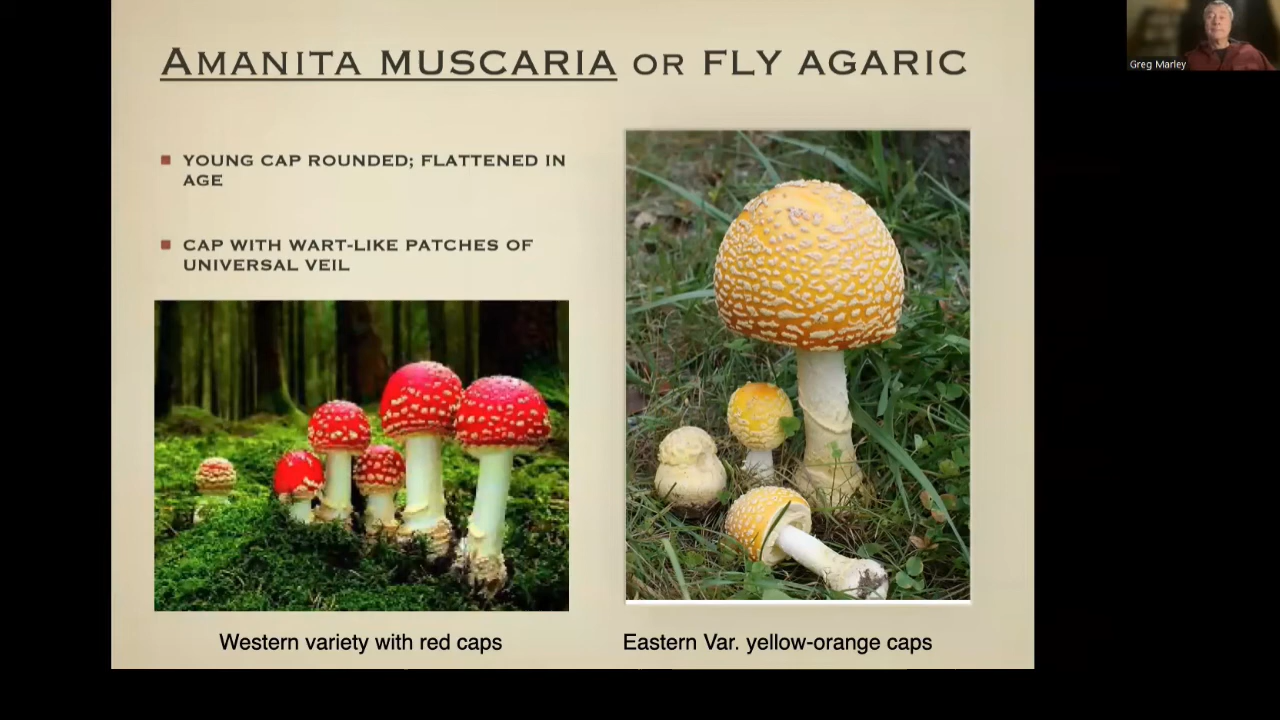 AMANITA MUSCARIA OR FLY AGARIC
Greg Marley
YOUNG CAP ROUNDED; FLATTENED IN
AGE
CAP WITH WART-LIKE PATCHES OF
UNIVERSAL VEIL
Western variety with red caps
Eastern Var. yellow-orange caps